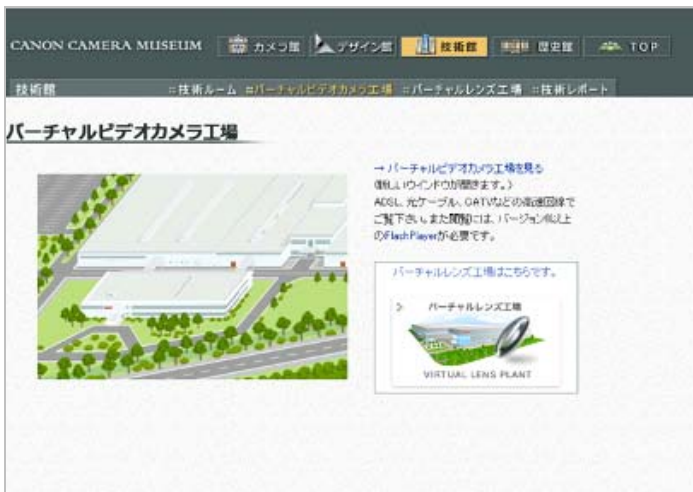 CANON CAMERA MUSEUM カメラ館 デザイン館 技術館 歴史館 TOP
技術館 技術ルーム バーチャルビデオカメラ工場 バーチャルレンズ工場 技術レポート
バーチャルビデオカメラ工場
→バーチャルビデオカメラ工場を見る
(新しいウインドウが開きます。)
ADSL、光ケーブル、CATVなどの高速回線で
ご覧下さい。また閲覧には、バージョン以上
のFlashPlayerが必要です。
バーチャルレンズ工場はこちらです。
バーチャルレンズ工場
VIRTUAL LENS PLANT